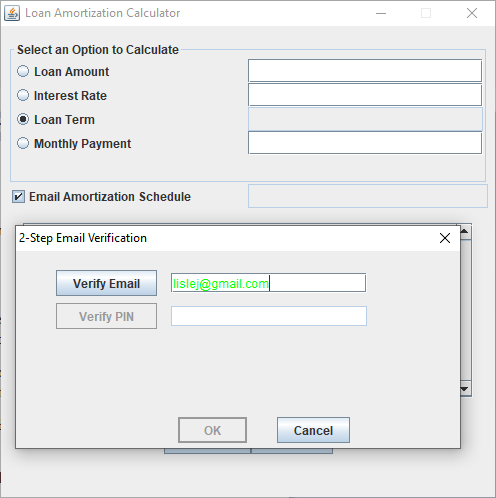 Loan Amortization Calculator
Select an Option to Calculate
Loan Amount
Interest Rate
Loan Term
Monthly Payment
Email Amortization Schedule
2-Step Email Verification
Verify Email
lislej@gmail.com
Verify PIN
OK
Cancel